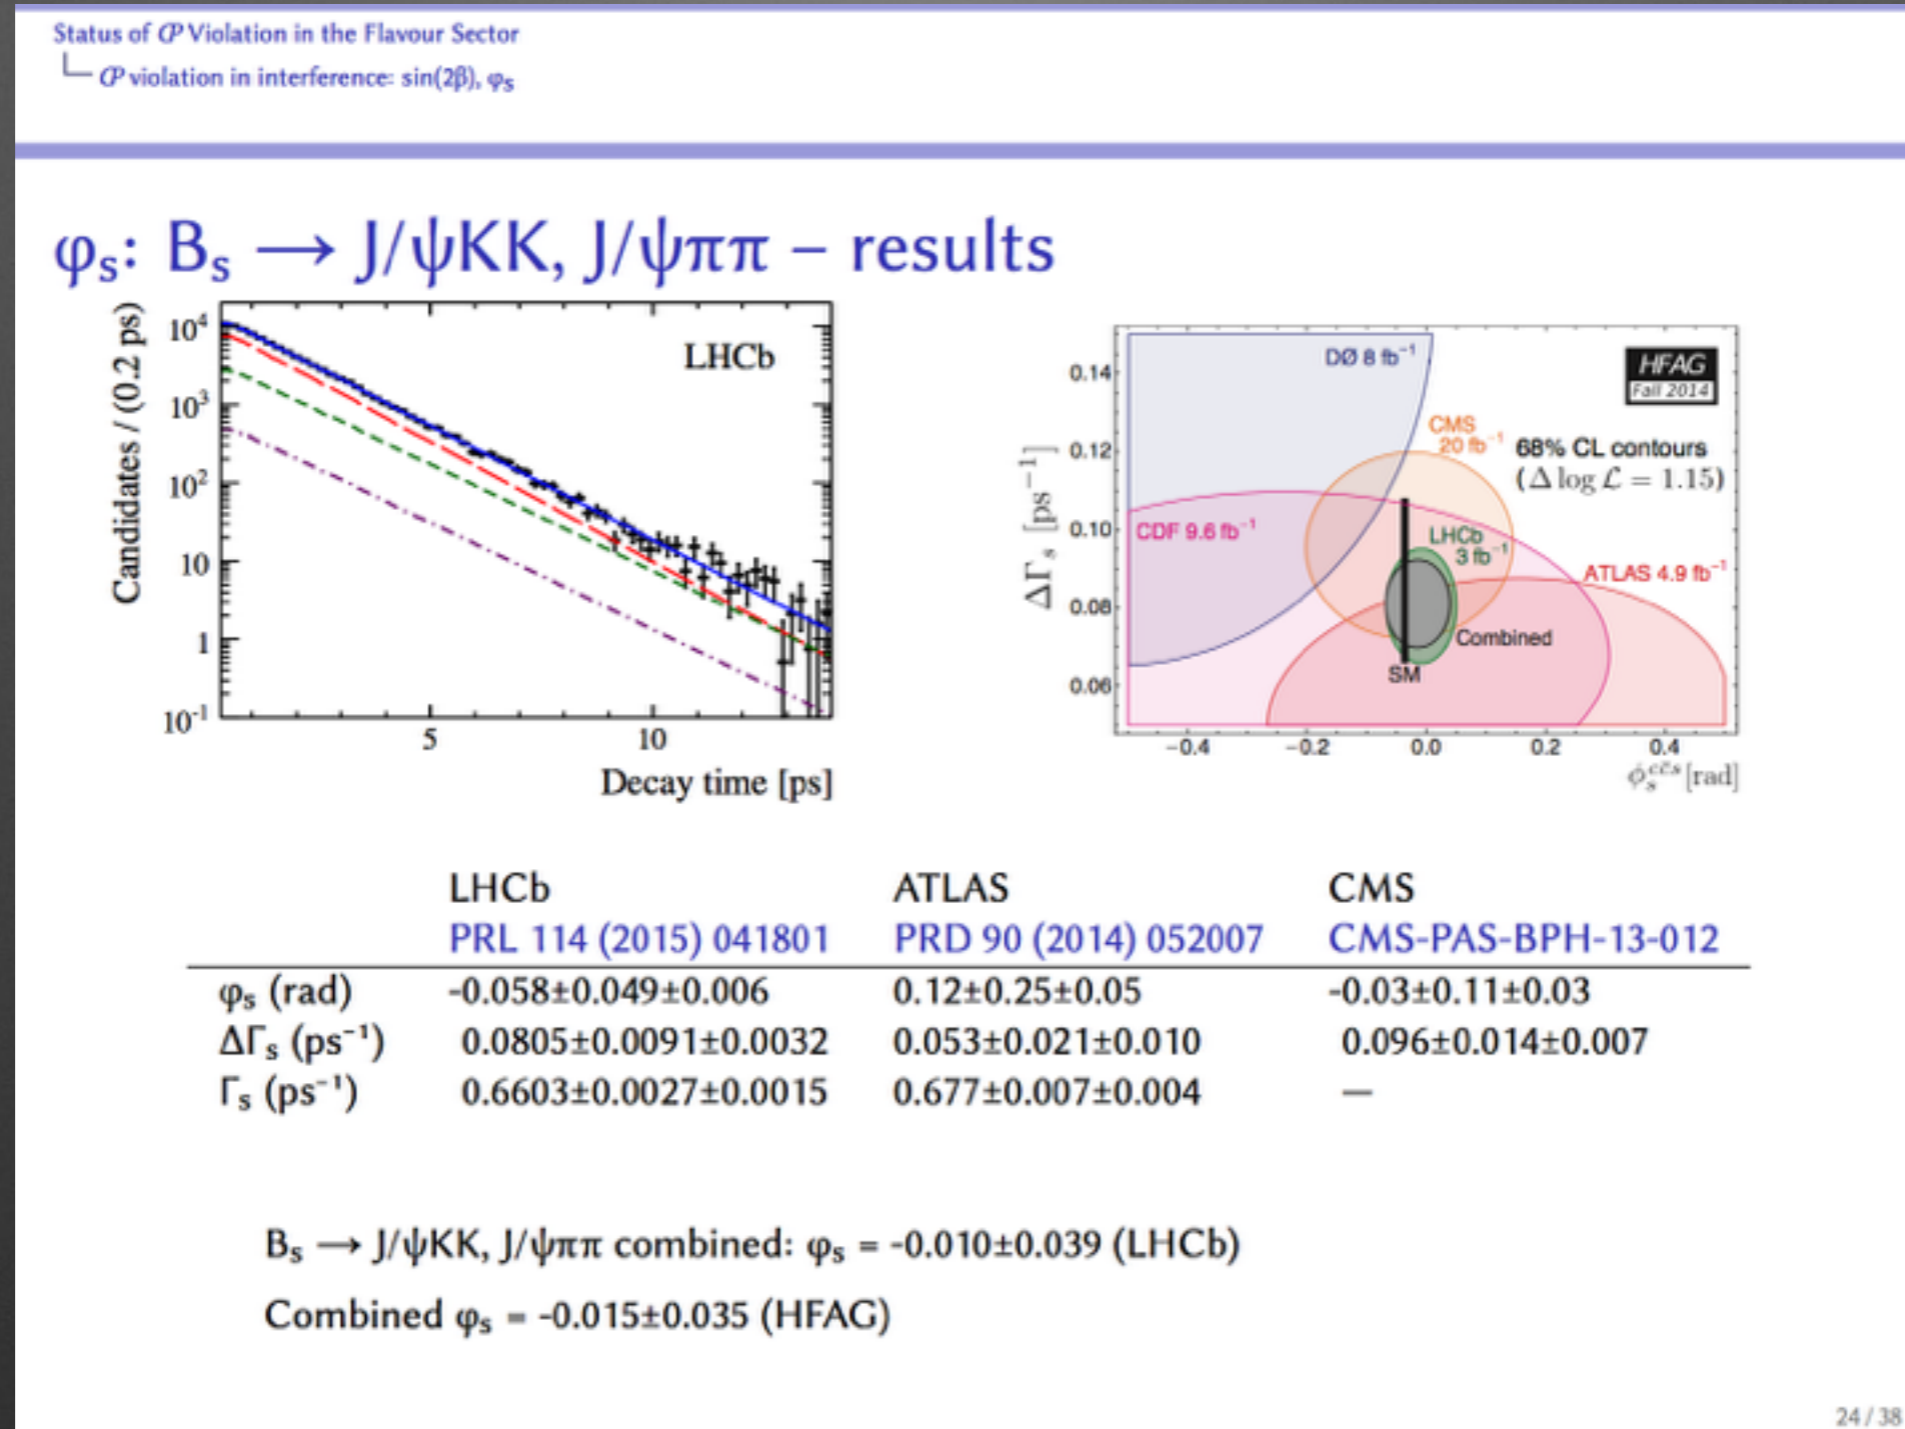 Status of CP Violation in the Flavour Sector
CP violation in interference: sin(2β), φs
φs: Bs → J/ψKK, J/ψππ – results
Candidates / (0.2 ps)
10⁴
10³
10²
10
1
10⁻¹
LHCb
5 10
Decay time [ps]
ΔΓs [ps⁻¹]
0.14
0.12
0.10
0.08
0.06
DØ 8 fb⁻¹
HFAG
Fall 2014
CMS
20 fb⁻¹
68% CL contours
(Δ log ℒ = 1.15)
CDF 9.6 fb⁻¹
LHCb
3 fb⁻¹
ATLAS 4.9 fb⁻¹
Combined
SM
−0.4 −0.2 0.0 0.2 0.4
ϕs^cc̄s [rad]
LHCb ATLAS CMS
PRL 114 (2015) 041801 PRD 90 (2014) 052007 CMS-PAS-BPH-13-012
φs (rad) -0.058±0.049±0.006 0.12±0.25±0.05 -0.03±0.11±0.03
ΔΓs (ps⁻¹) 0.0805±0.0091±0.0032 0.053±0.021±0.010 0.096±0.014±0.007
Γs (ps⁻¹) 0.6603±0.0027±0.0015 0.677±0.007±0.004 —
Bs → J/ψKK, J/ψππ combined: φs = -0.010±0.039 (LHCb)
Combined φs = -0.015±0.035 (HFAG)
24 / 38